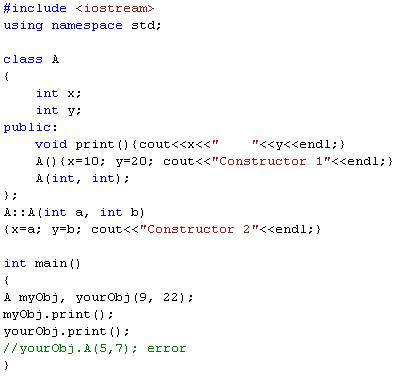 #include <iostream>
using namespace std;
class A
{
    int x;
    int y;
public:
    void print(){cout<<x<<"    "<<y<<endl;}
    A(){x=10; y=20; cout<<"Constructor 1"<<endl;}
    A(int, int);
};
A::A(int a, int b)
{x=a; y=b; cout<<"Constructor 2"<<endl;}
int main()
{
A myObj, yourObj(9, 22);
myObj.print();
yourObj.print();
//yourObj.A(5,7); error
}